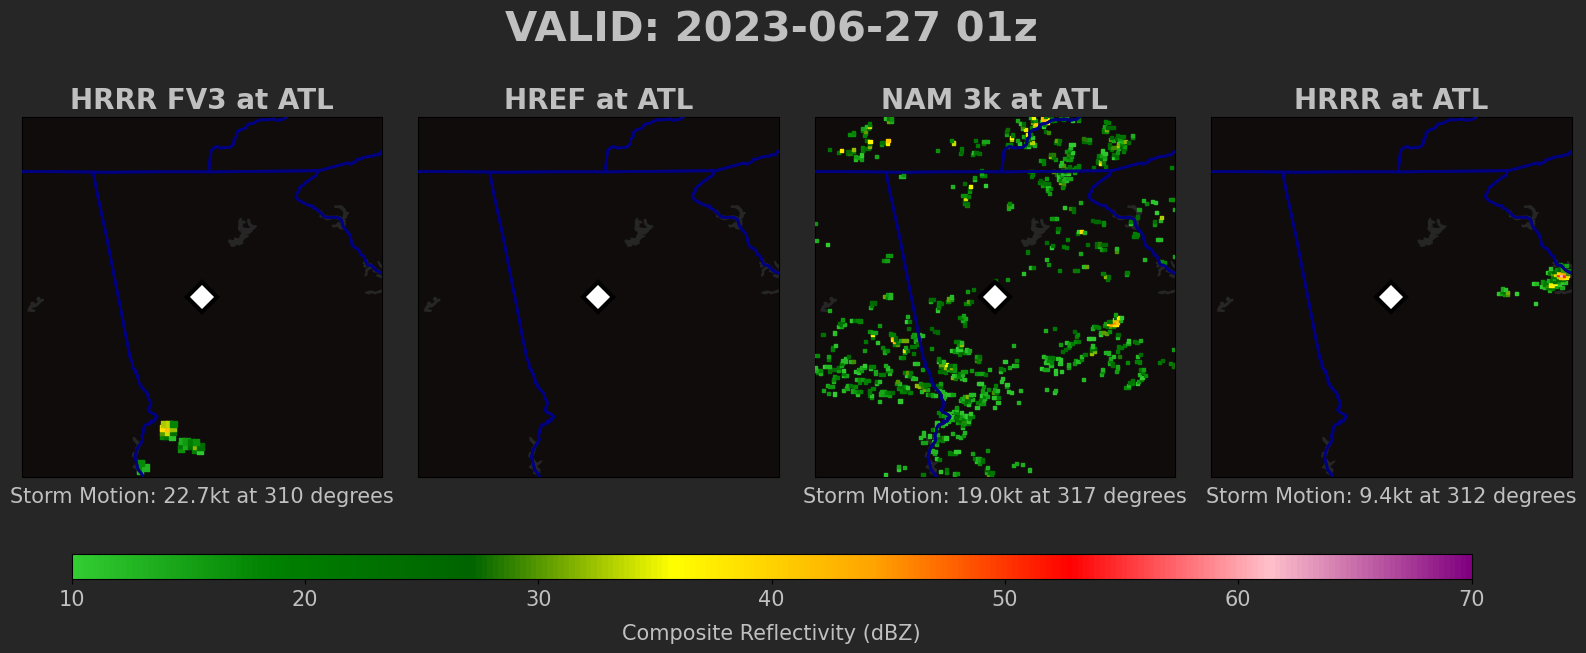 VALID: 2023-06-27 01z
HRRR FV3 at ATL
HREF at ATL
NAM 3k at ATL
HRRR at ATL
Storm Motion: 22.7kt at 310 degrees
Storm Motion: 19.0kt at 317 degrees
Storm Motion: 9.4kt at 312 degrees
10 20 30 40 50 60 70
Composite Reflectivity (dBZ)